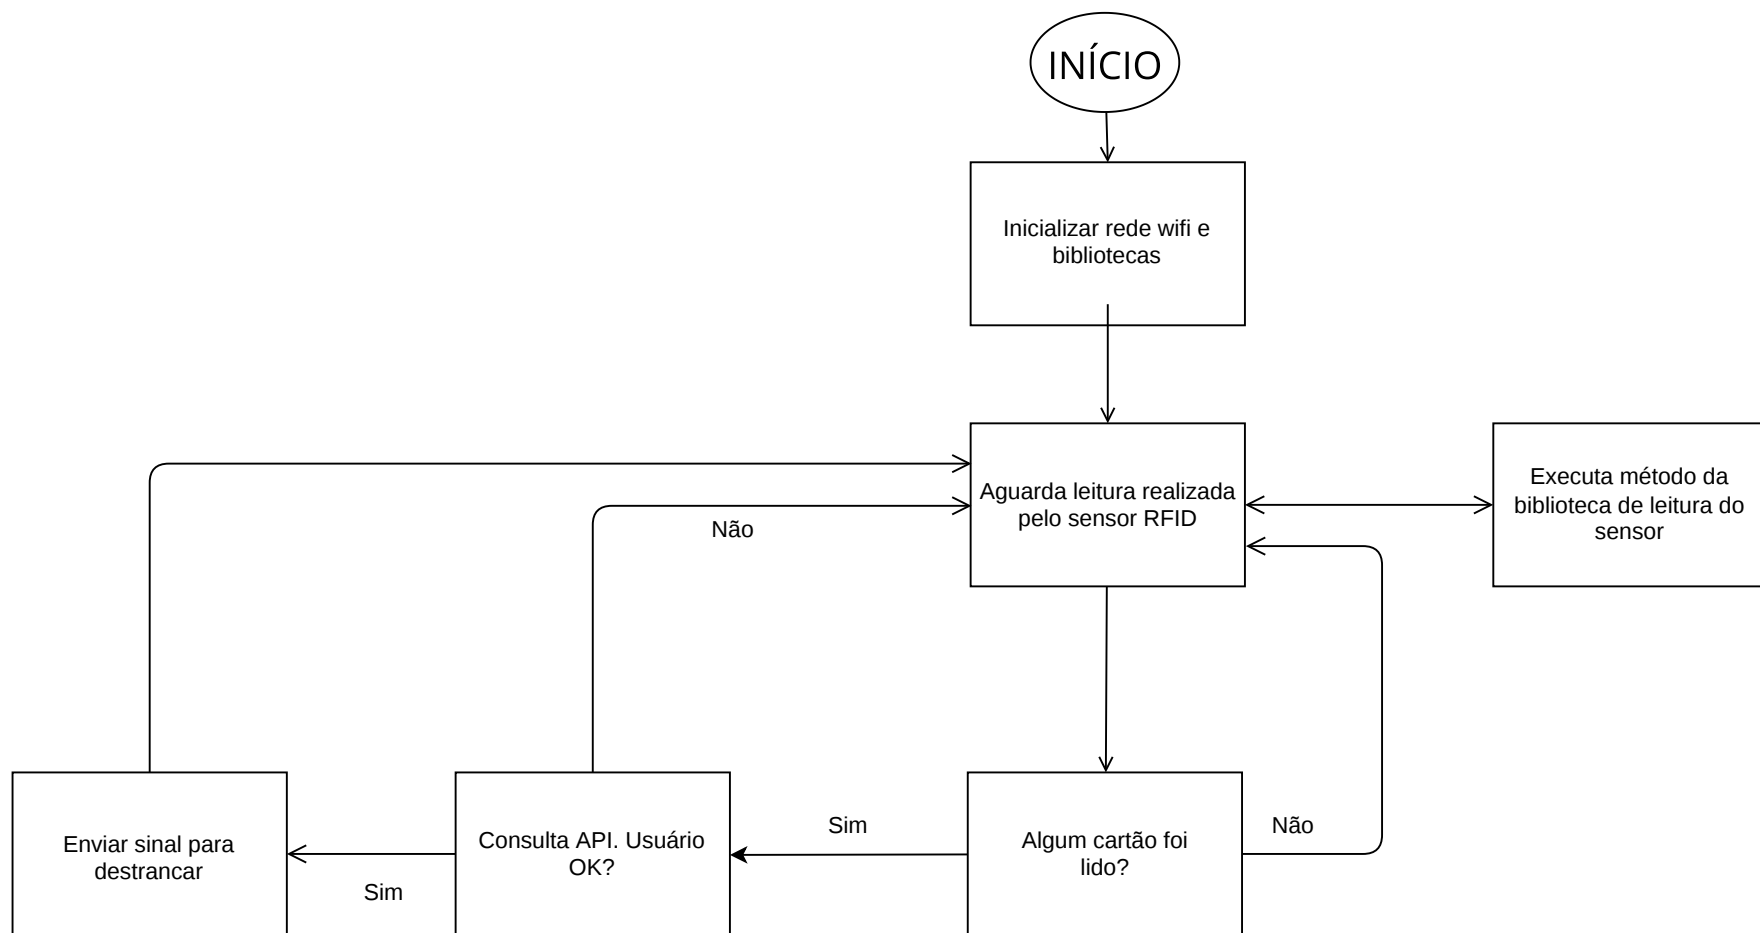 INÍCIO
Inicializar rede wifi e
bibliotecas
Aguarda leitura realizada
pelo sensor RFID
Executa método da
biblioteca de leitura do
sensor
Não
Enviar sinal para
destrancar
Sim
Consulta API. Usuário
OK?
Sim
Algum cartão foi
lido?
Não